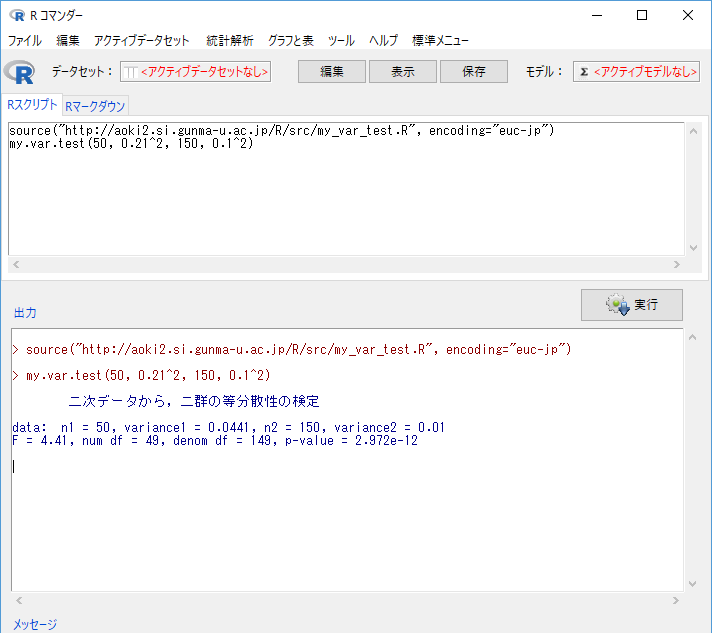 R コマンダー
ファイル 編集 アクティブデータセット 統計解析 グラフと表 ツール ヘルプ 標準メニュー
R データセット： <アクティブデータセットなし> 編集 表示 保存 モデル： Σ <アクティブモデルなし>
Rスクリプト Rマークダウン
source("http://aoki2.si.gunma-u.ac.jp/R/src/my_var_test.R", encoding="euc-jp")
my.var.test(50, 0.21^2, 150, 0.1^2)
実行
出力
> source("http://aoki2.si.gunma-u.ac.jp/R/src/my_var_test.R", encoding="euc-jp")
> my.var.test(50, 0.21^2, 150, 0.1^2)
二次データから，二群の等分散性の検定
data:  n1 = 50, variance1 = 0.0441, n2 = 150, variance2 = 0.01
F = 4.41, num df = 49, denom df = 149, p-value = 2.972e-12
メッセージ